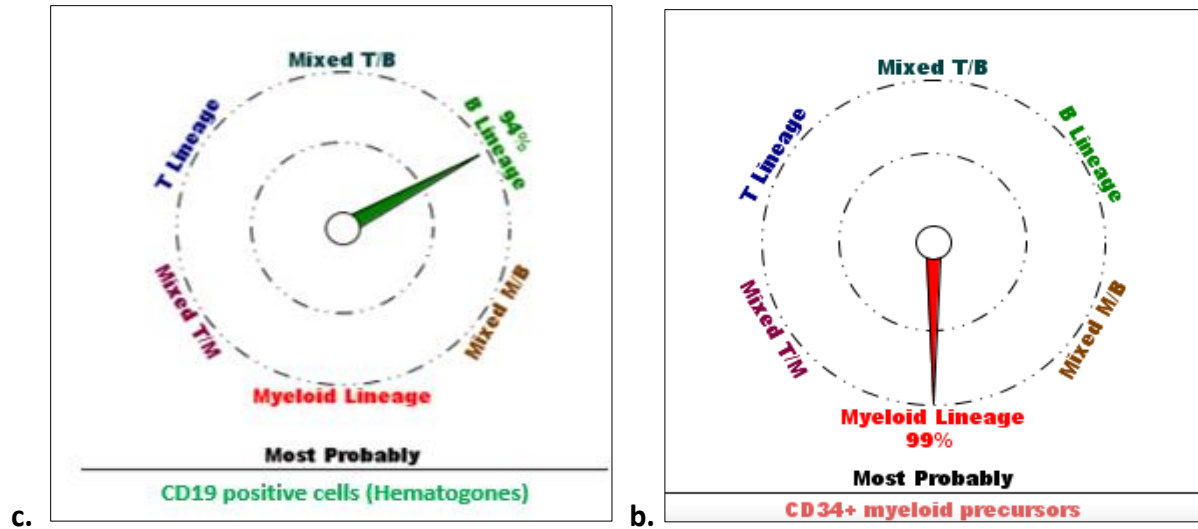 Mixed T/B
T Lineage
B Lineage
94%
Mixed T/M
Mixed M/B
Myeloid Lineage
Most Probably
CD19 positive cells (Hematogones)
c.
Mixed T/B
T Lineage
B Lineage
Mixed T/M
Mixed M/B
Myeloid Lineage
99%
Most Probably
CD34+ myeloid precursors
b.